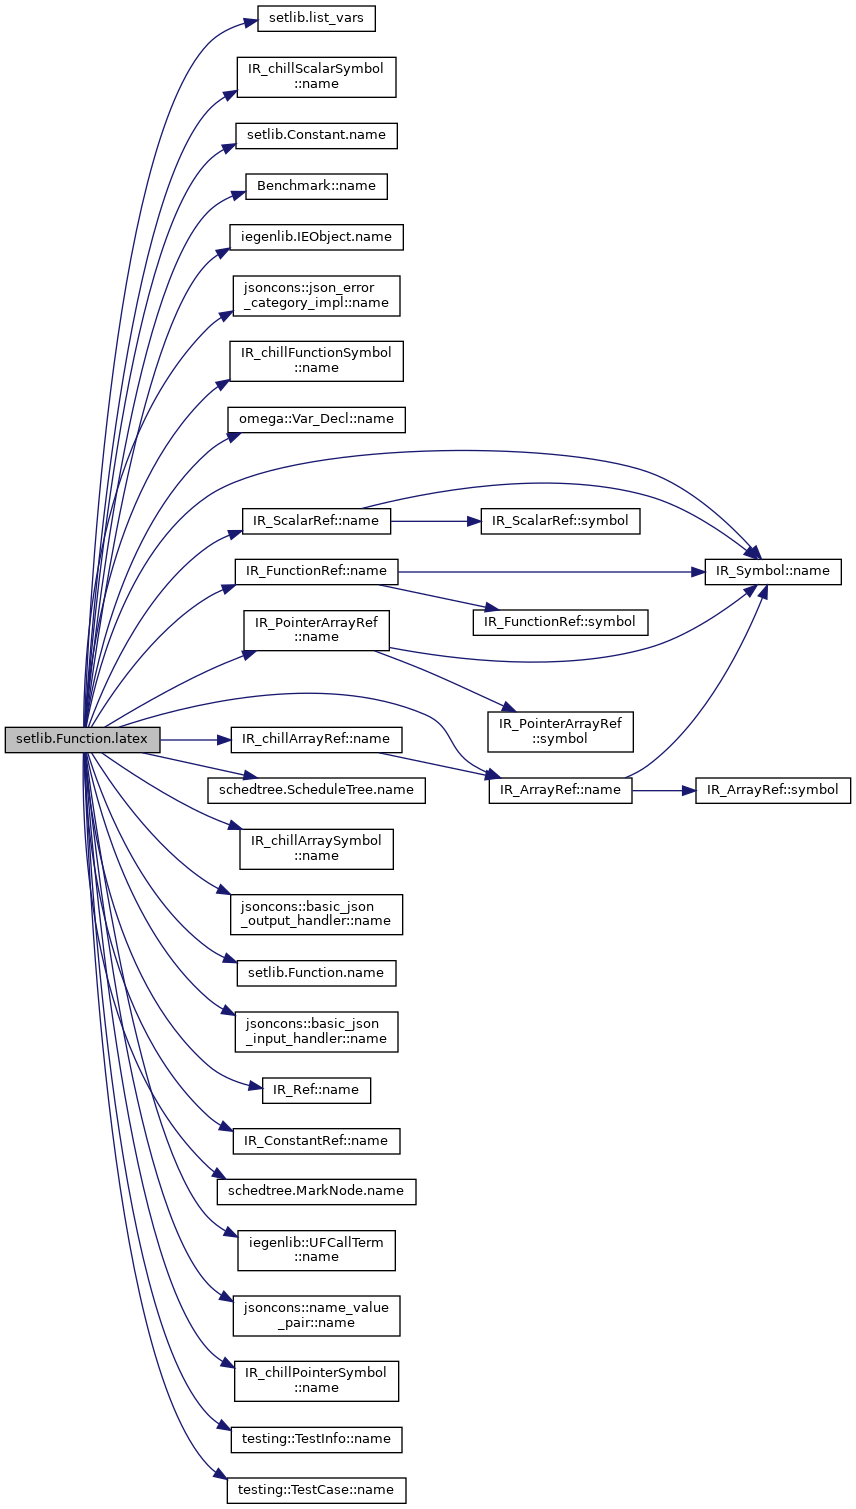 setlib.list_vars
IR_chillScalarSymbol
::name
setlib.Constant.name
Benchmark::name
iegenlib.IEObject.name
jsoncons::json_error
_category_impl::name
IR_chillFunctionSymbol
::name
omega::Var_Decl::name
IR_ScalarRef::name
IR_ScalarRef::symbol
IR_FunctionRef::name
IR_Symbol::name
IR_FunctionRef::symbol
IR_PointerArrayRef
::name
IR_PointerArrayRef
::symbol
setlib.Function.latex
IR_chillArrayRef::name
schedtree.ScheduleTree.name
IR_ArrayRef::name
IR_ArrayRef::symbol
IR_chillArraySymbol
::name
jsoncons::basic_json
_output_handler::name
setlib.Function.name
jsoncons::basic_json
_input_handler::name
IR_Ref::name
IR_ConstantRef::name
schedtree.MarkNode.name
iegenlib::UFCallTerm
::name
jsoncons::name_value
_pair::name
IR_chillPointerSymbol
::name
testing::TestInfo::name
testing::TestCase::name